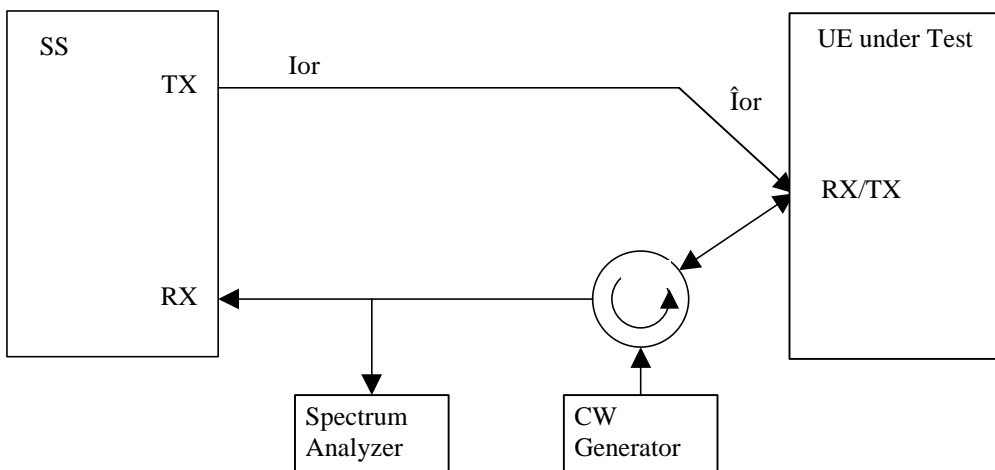 SS
UE under Test
TX
Ior
Îor
RX/TX
RX
Spectrum
Analyzer
CW
Generator